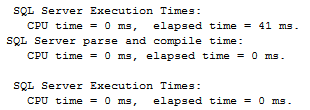 SQL Server Execution Times:
CPU time = 0 ms,  elapsed time = 41 ms.
SQL Server parse and compile time:
CPU time = 0 ms, elapsed time = 0 ms.
SQL Server Execution Times:
CPU time = 0 ms,  elapsed time = 0 ms.